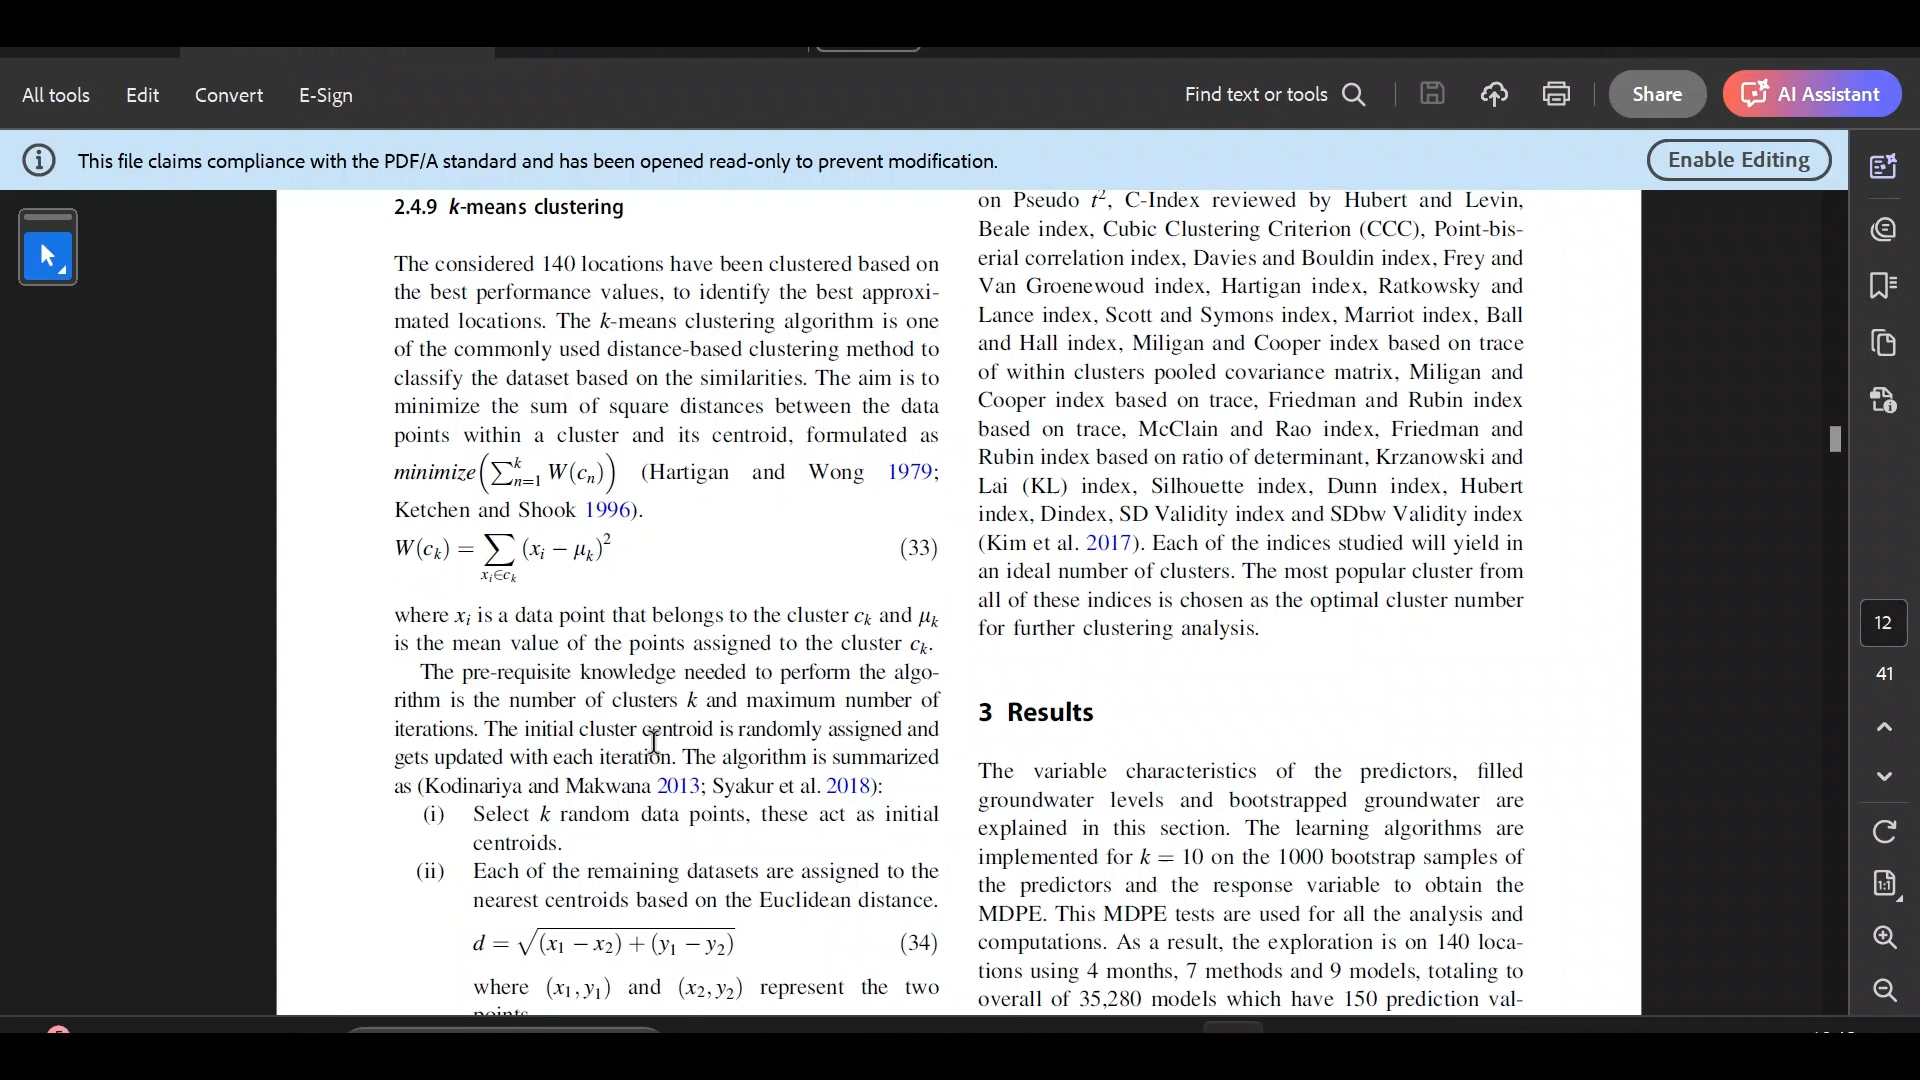 All tools Edit Convert E-Sign Find text or tools Share AI Assistant
This file claims compliance with the PDF/A standard and has been opened read-only to prevent modification. Enable Editing
2.4.9 k-means clustering
The considered 140 locations have been clustered based on
the best performance values, to identify the best approxi-
mated locations. The k-means clustering algorithm is one
of the commonly used distance-based clustering method to
classify the dataset based on the similarities. The aim is to
minimize the sum of square distances between the data
points within a cluster and its centroid, formulated as
minimize(∑ᵏₙ₌₁ W(cₙ)) (Hartigan and Wong 1979;
Ketchen and Shook 1996).
W(cₖ) = ∑ (xᵢ − μₖ)² (33)
xᵢ∈cₖ
where xᵢ is a data point that belongs to the cluster cₖ and μₖ
is the mean value of the points assigned to the cluster cₖ.
The pre-requisite knowledge needed to perform the algo-
rithm is the number of clusters k and maximum number of
iterations. The initial cluster centroid is randomly assigned and
gets updated with each iteration. The algorithm is summarized
as (Kodinariya and Makwana 2013; Syakur et al. 2018):
(i) Select k random data points, these act as initial
centroids.
(ii) Each of the remaining datasets are assigned to the
nearest centroids based on the Euclidean distance.
d = √(x₁ − x₂) + (y₁ − y₂) (34)
where (x₁, y₁) and (x₂, y₂) represent the two
points.
on Pseudo t², C-Index reviewed by Hubert and Levin,
Beale index, Cubic Clustering Criterion (CCC), Point-bis-
erial correlation index, Davies and Bouldin index, Frey and
Van Groenewoud index, Hartigan index, Ratkowsky and
Lance index, Scott and Symons index, Marriot index, Ball
and Hall index, Miligan and Cooper index based on trace
of within clusters pooled covariance matrix, Miligan and
Cooper index based on trace, Friedman and Rubin index
based on trace, McClain and Rao index, Friedman and
Rubin index based on ratio of determinant, Krzanowski and
Lai (KL) index, Silhouette index, Dunn index, Hubert
index, Dindex, SD Validity index and SDbw Validity index
(Kim et al. 2017). Each of the indices studied will yield in
an ideal number of clusters. The most popular cluster from
all of these indices is chosen as the optimal cluster number
for further clustering analysis.
3 Results
The variable characteristics of the predictors, filled
groundwater levels and bootstrapped groundwater are
explained in this section. The learning algorithms are
implemented for k = 10 on the 1000 bootstrap samples of
the predictors and the response variable to obtain the
MDPE. This MDPE tests are used for all the analysis and
computations. As a result, the exploration is on 140 loca-
tions using 4 months, 7 methods and 9 models, totaling to
overall of 35,280 models which have 150 prediction val-
12
41
1:1